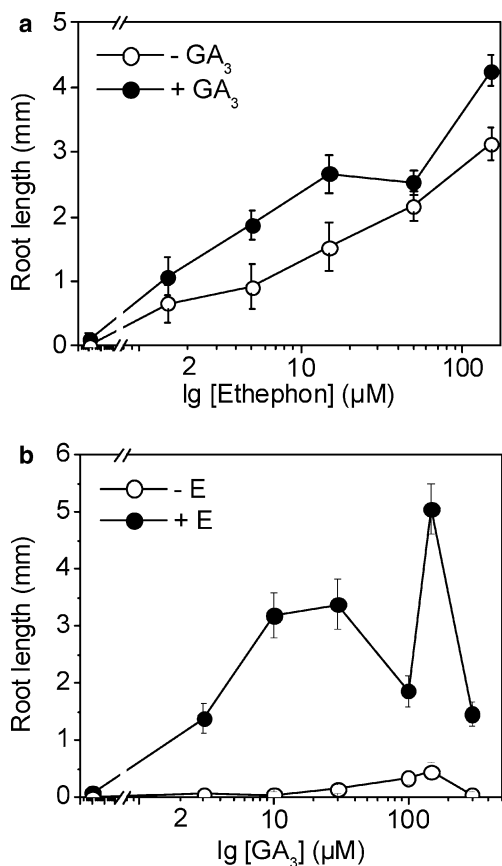 a
5
4
3
2
1
0
- GA₃
+ GA₃
Root length (mm)
2 10 100
lg [Ethephon] (µM)
b
6
5
4
3
2
1
0
- E
+ E
Root length (mm)
2 10 100
lg [GA₃] (µM)